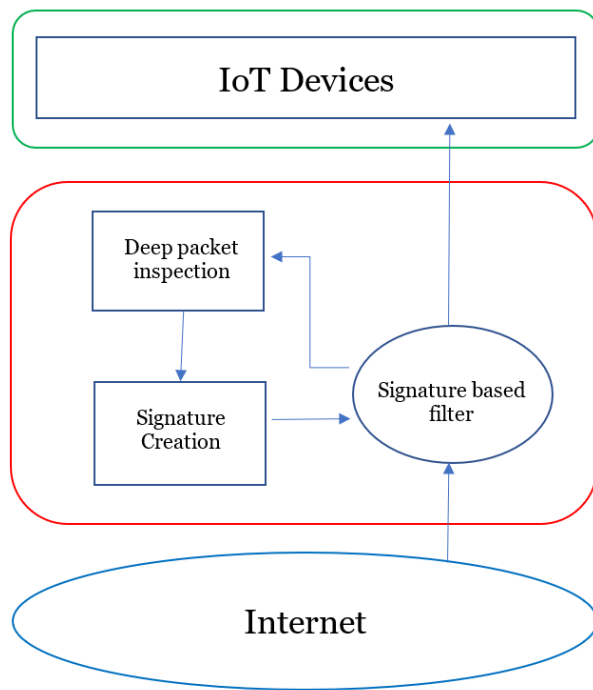 IoT Devices
Deep packet
inspection
Signature based
filter
Signature
Creation
Internet